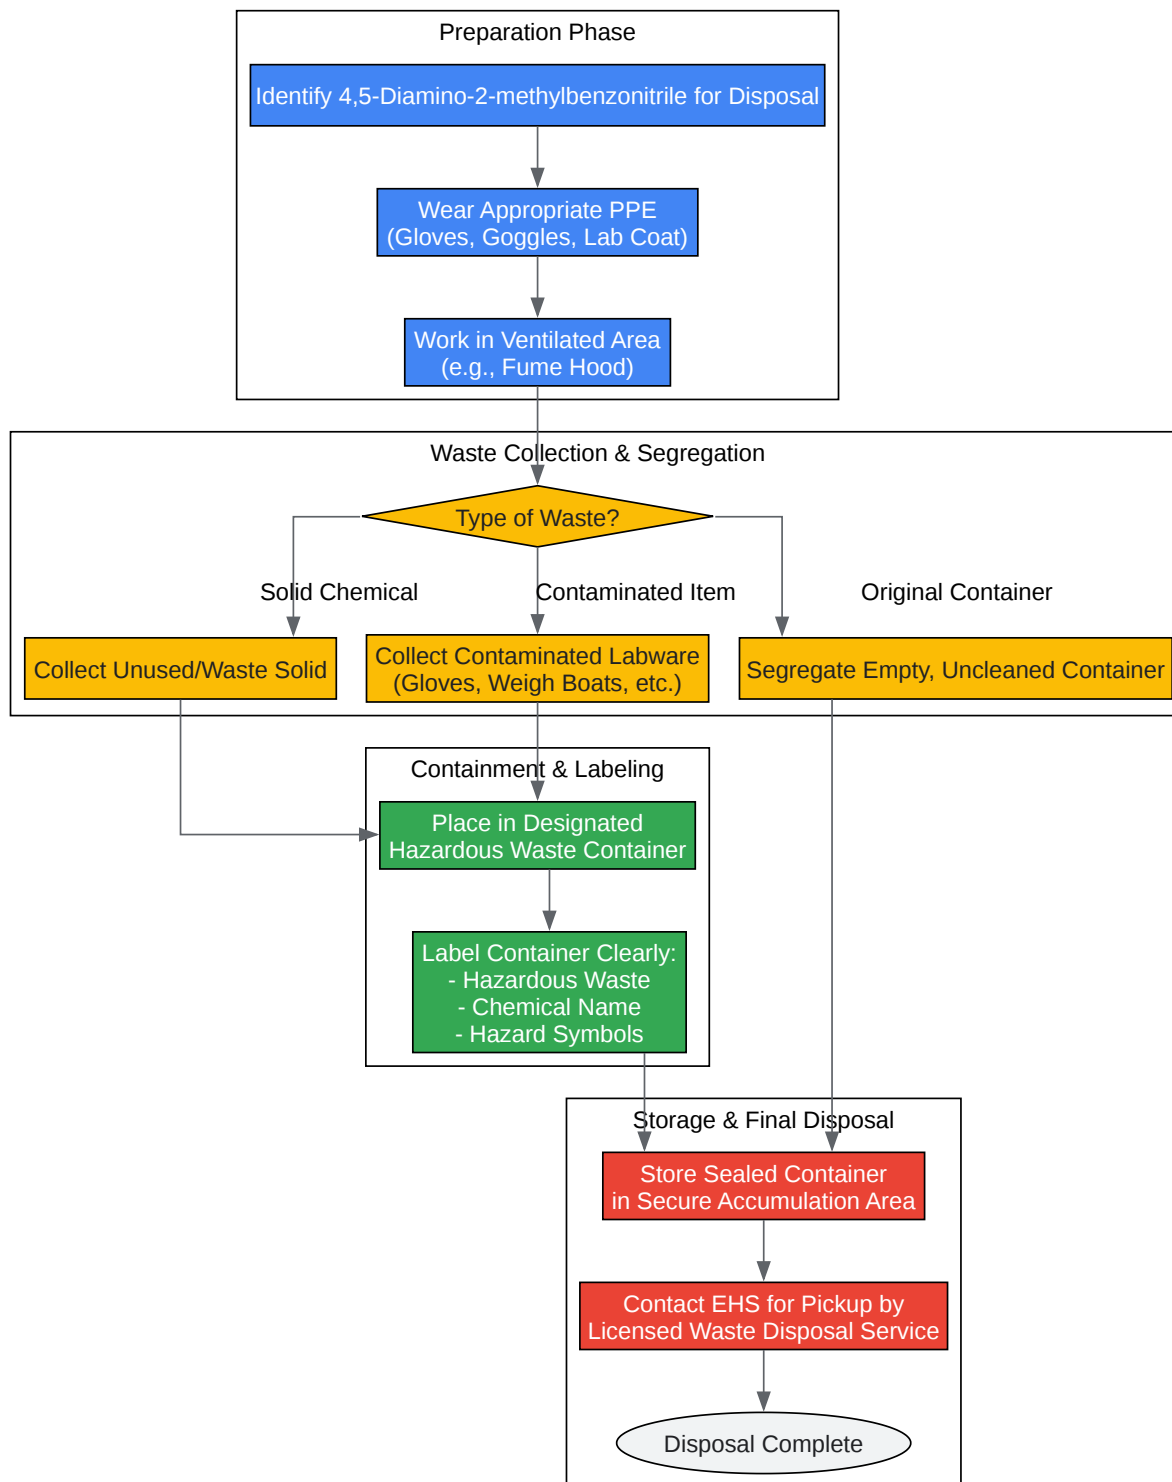 Preparation Phase
Identify 4,5-Diamino-2-methylbenzonitrile for Disposal
Wear Appropriate PPE
(Gloves, Goggles, Lab Coat)
Work in Ventilated Area
(e.g., Fume Hood)
Waste Collection & Segregation
Type of Waste?
Solid Chemical
Contaminated Item
Original Container
Collect Unused/Waste Solid
Collect Contaminated Labware
(Gloves, Weigh Boats, etc.)
Segregate Empty, Uncleaned Container
Containment & Labeling
Place in Designated
Hazardous Waste Container
Label Container Clearly:
- Hazardous Waste
- Chemical Name
- Hazard Symbols
Storage & Final Disposal
Store Sealed Container
in Secure Accumulation Area
Contact EHS for Pickup by
Licensed Waste Disposal Service
Disposal Complete